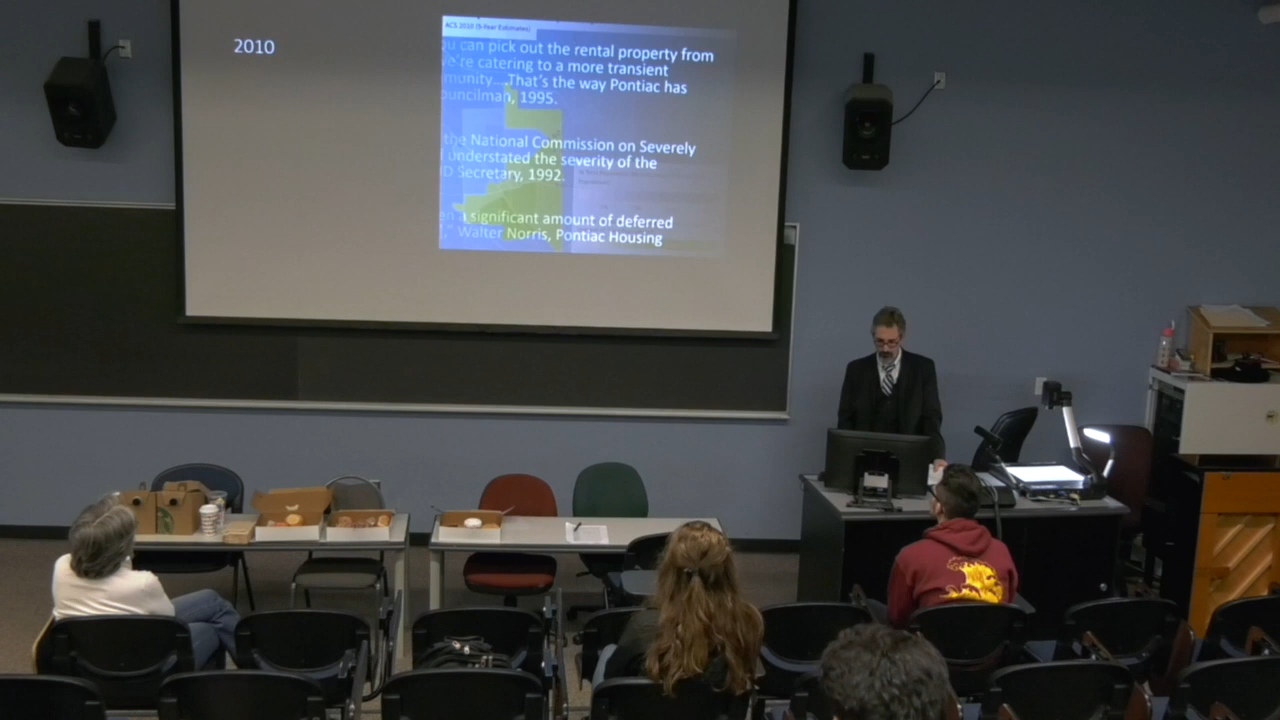 2010
ACS 2010 (5-Year Estimates)
can pick out the rental property from
're catering to a more transient
munity....That's the way Pontiac has
ouncilman, 1995.
the National Commission on Severely
understated the severity of the
D Secretary, 1992.
a significant amount of deferred
," Walter Norris, Pontiac Housing